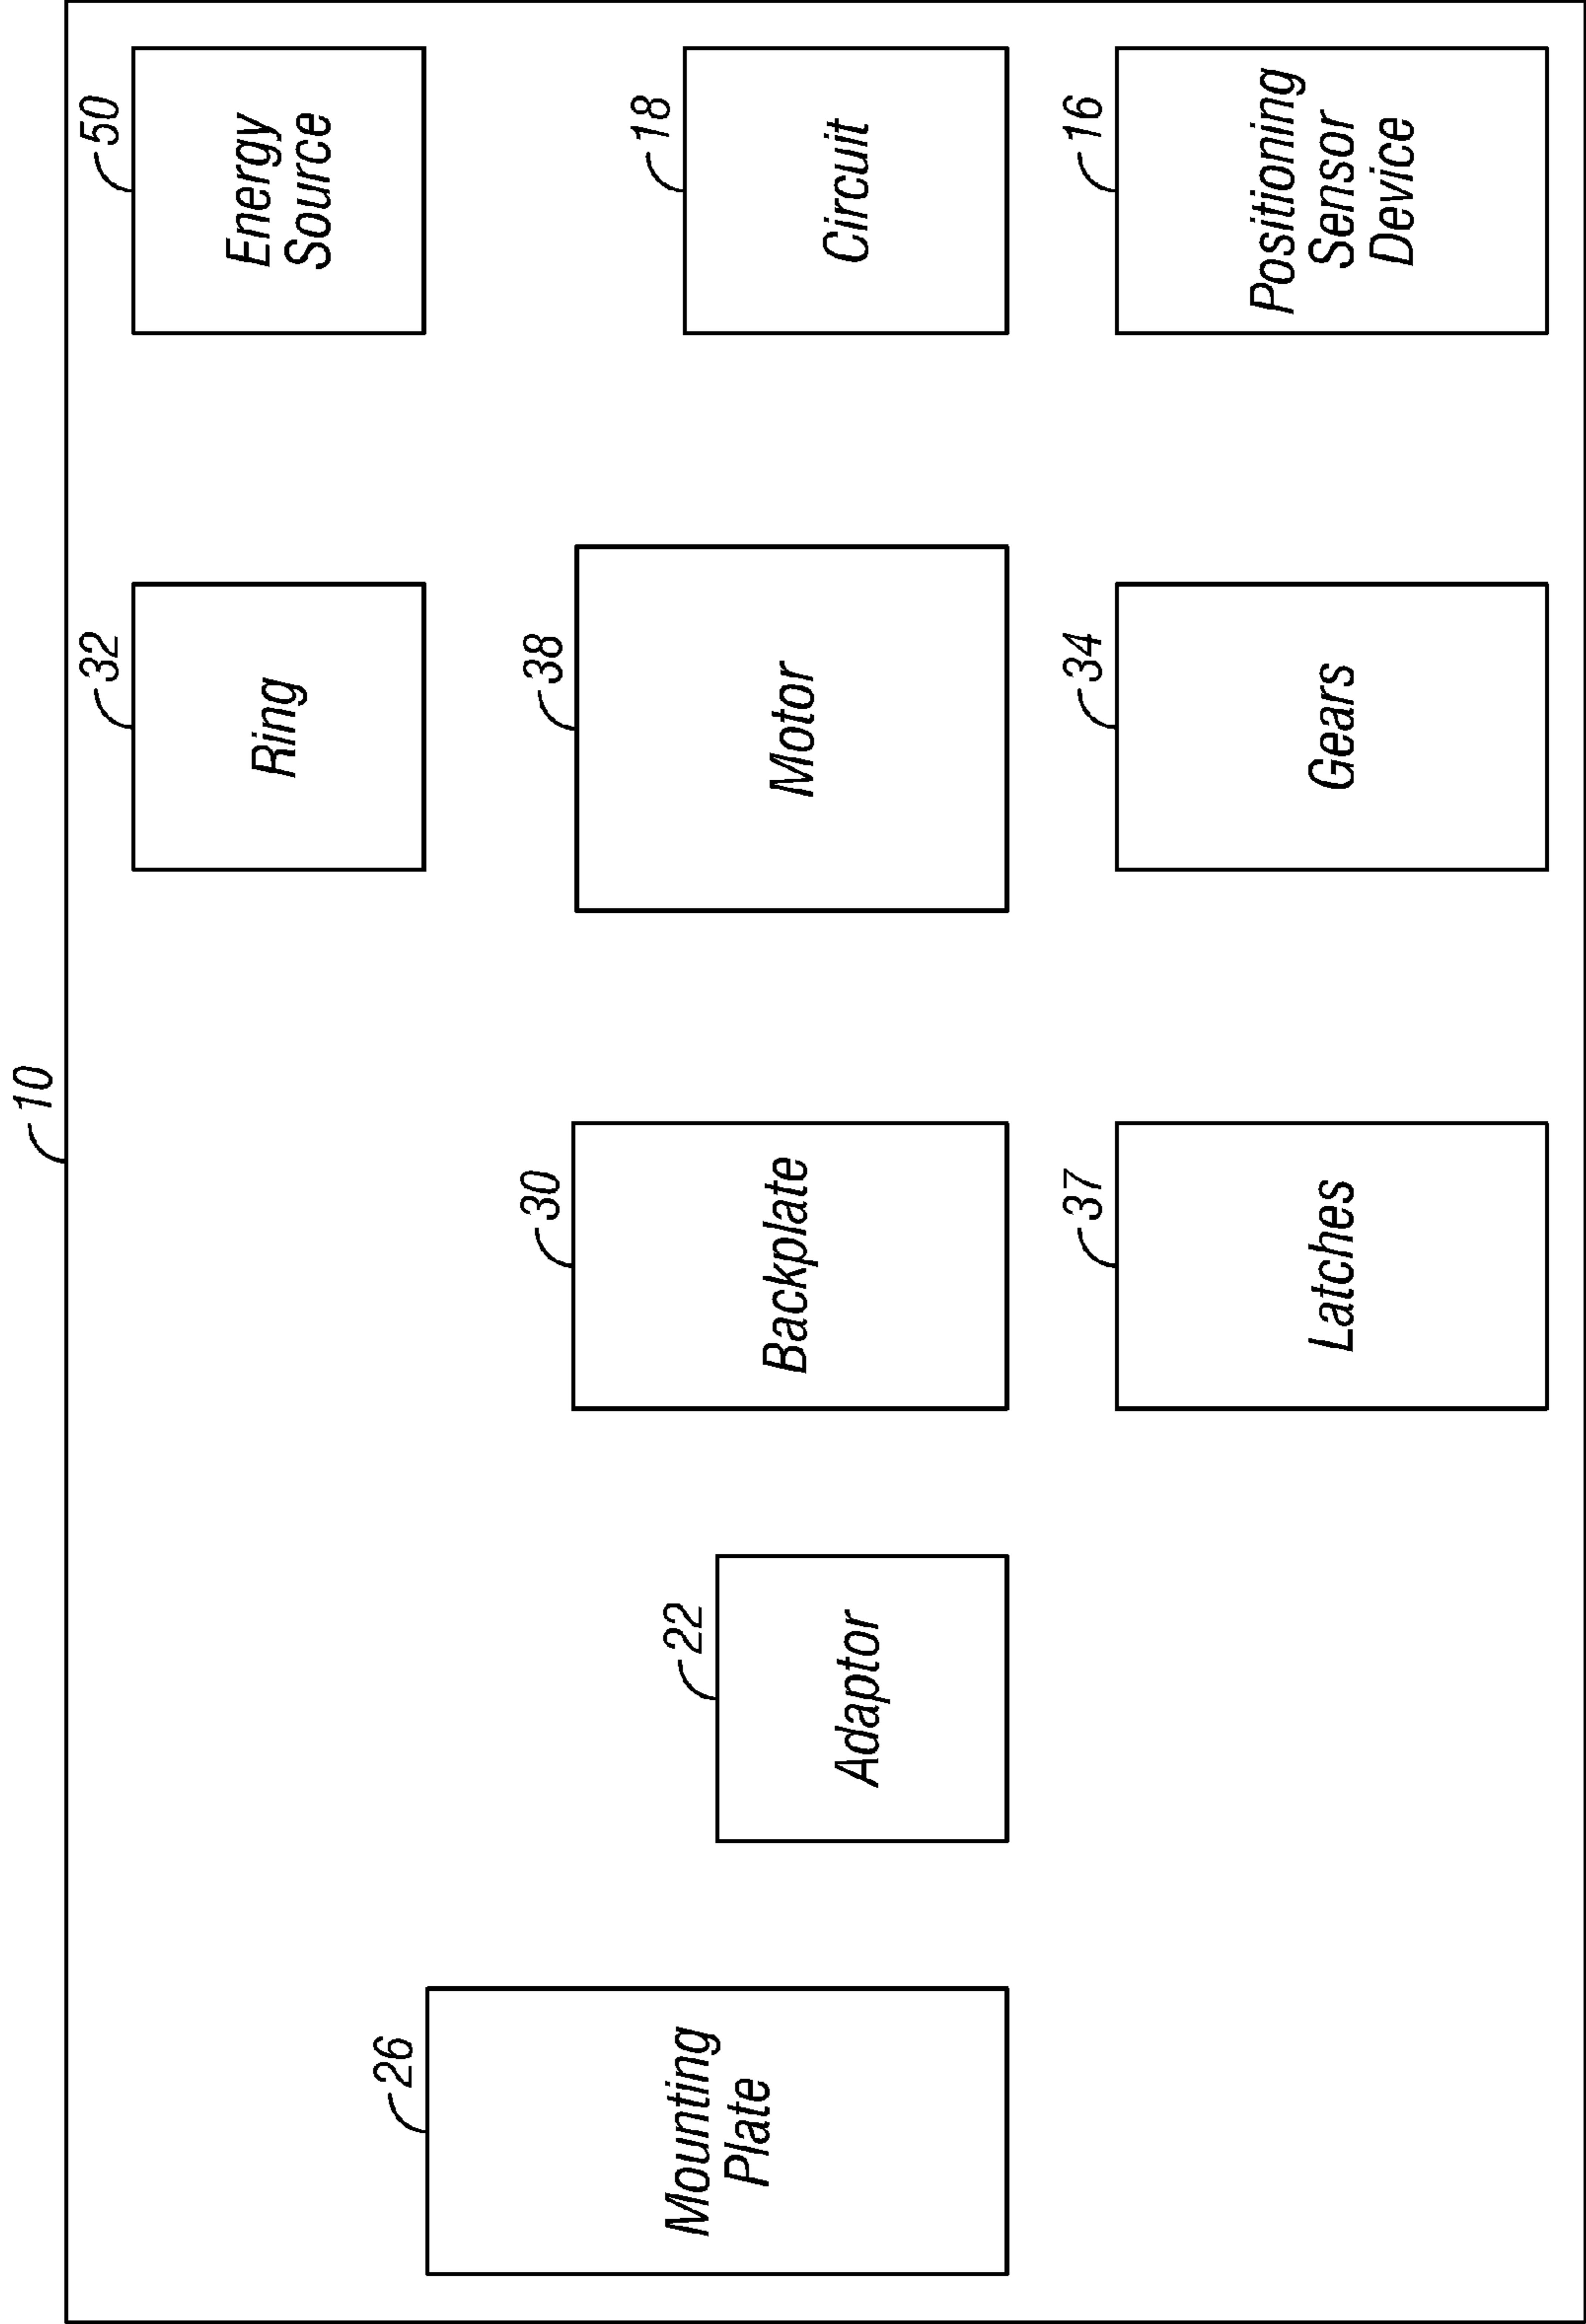 10
26
Mounting
Plate
22
Adaptor
30
Backplate
37
Latches
32
Ring
38
Motor
34
Gears
50
Energy
Source
18
Circuit
16
Positioning
Sensor
Device